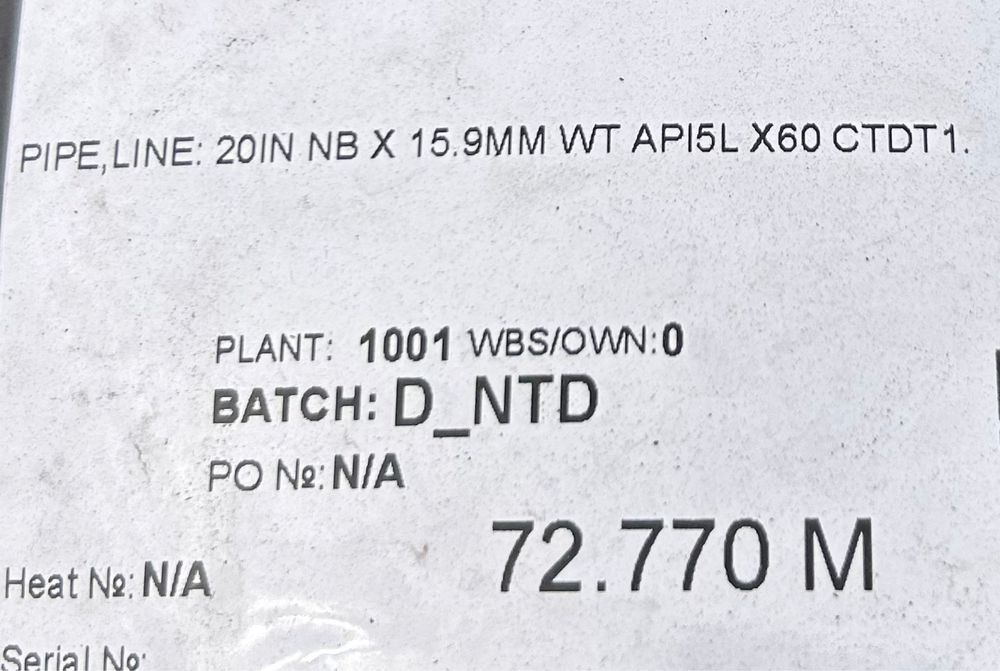 PIPE,LINE: 20IN NB X 15.9MM WT API5L X60 CTDT1.
PLANT: 1001 WBS/OWN:0
BATCH: D_NTD
PO №: N/A
72.770 M
Heat №: N/A
Serial №: